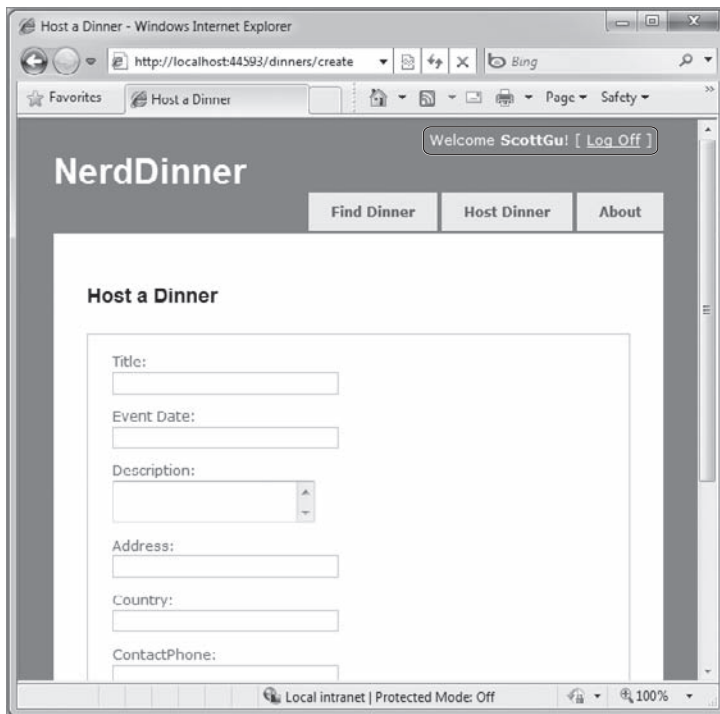 Host a Dinner - Windows Internet Explorer
http://localhost:44593/dinners/create
Bing
Favorites
Host a Dinner
Page
Safety
»
Welcome ScottGu! [ Log Off ]
NerdDinner
Find Dinner
Host Dinner
About
Host a Dinner
Title:
Event Date:
Description:
Address:
Country:
ContactPhone:
Local intranet | Protected Mode: Off
100%